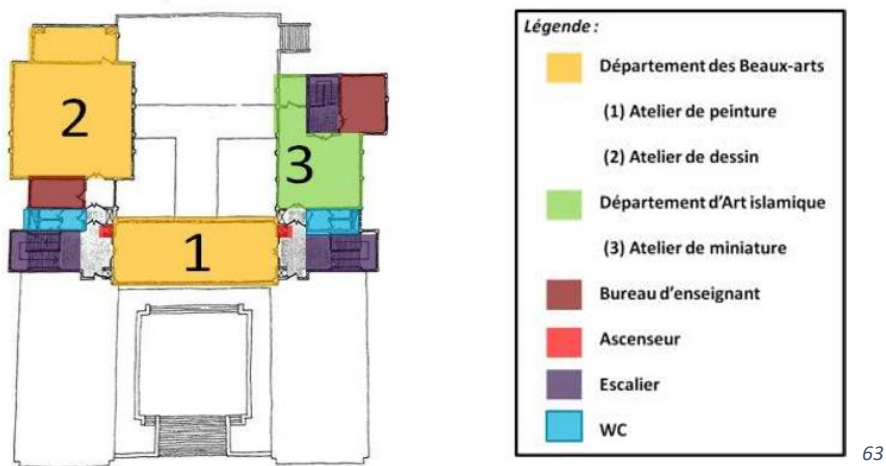 2
3
1
Légende :
Département des Beaux-arts
(1) Atelier de peinture
(2) Atelier de dessin
Département d'Art islamique
(3) Atelier de miniature
Bureau d'enseignant
Ascenseur
Escalier
WC
63